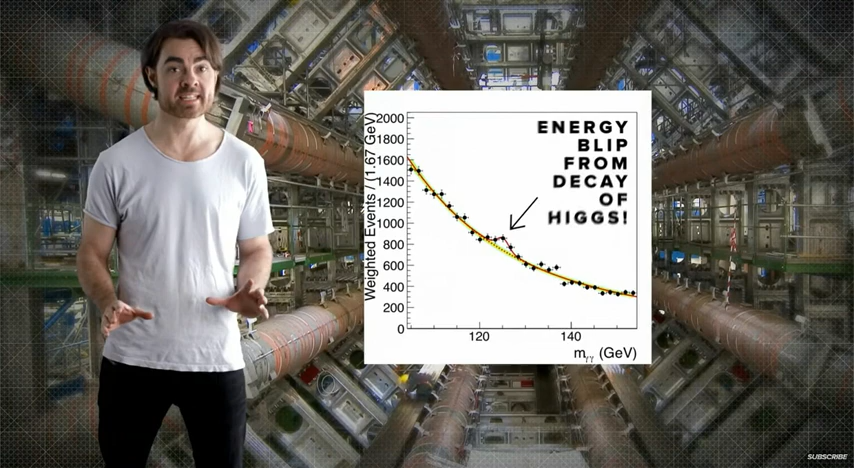 2000
1800
1600
1400
1200
1000
800
600
400
200
0
Weighted Events / (1.67 GeV)
ENERGY
BLIP
FROM
DECAY
OF
HIGGS!
120
140
mγγ (GeV)
SUBSCRIBE